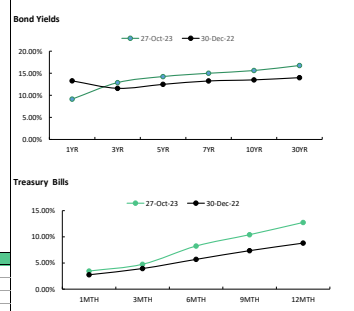 Bond Yields
27-Oct-23 30-Dec-22
20.00%
15.00%
10.00%
5.00%
0.00%
1YR 3YR 5YR 7YR 10YR 30YR
Treasury Bills
27-Oct-23 30-Dec-22
15.00%
10.00%
5.00%
0.00%
1MTH 3MTH 6MTH 9MTH 12MTH